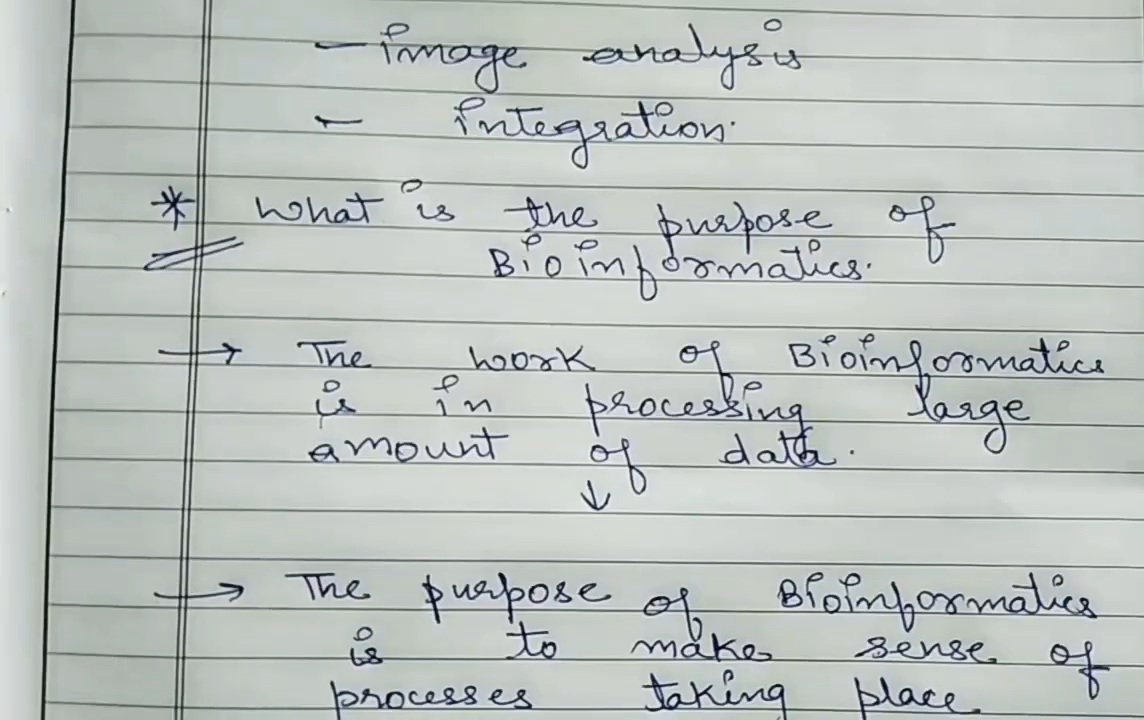 - image analysis
- integration.
* What is the purpose of
Bioinformatics.
→ The work of Bioinformatics
is in processing large
amount of data.
↓
→ The purpose of Bioinformatics
is to make sense of
processes taking place